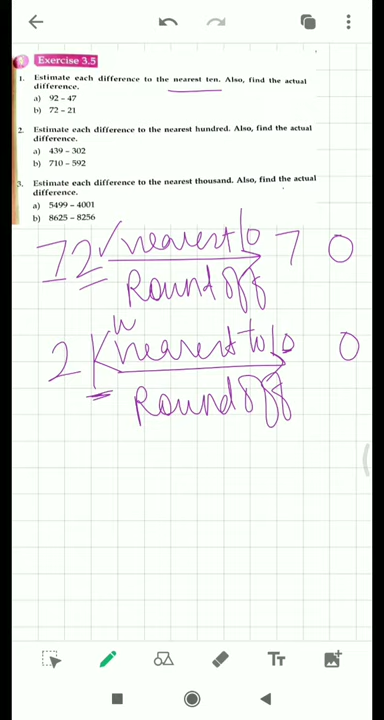 Exercise 3.5
1. Estimate each difference to the nearest ten. Also, find the actual
difference.
a) 92 – 47
b) 72 – 21
2. Estimate each difference to the nearest hundred. Also, find the actual
difference.
a) 439 – 302
b) 710 – 592
3. Estimate each difference to the nearest thousand. Also, find the actual
difference.
a) 5499 – 4001
b) 8625 – 8256
72 nearest 10 70
Round off
2 nearest to 10 0
Round off
TT